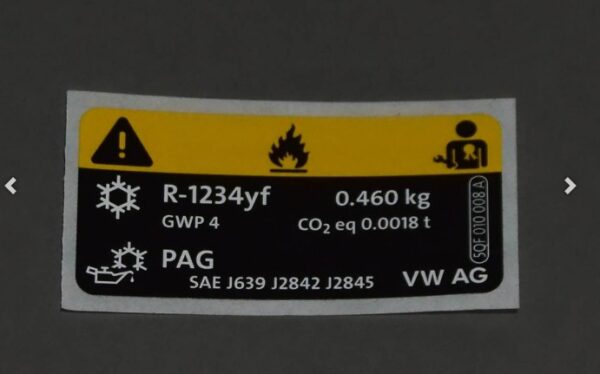 R-1234yf 0.460 kg
GWP 4 CO₂ eq 0.0018 t
PAG
SAE J639 J2842 J2845 VW AG
5QF 010 008 A